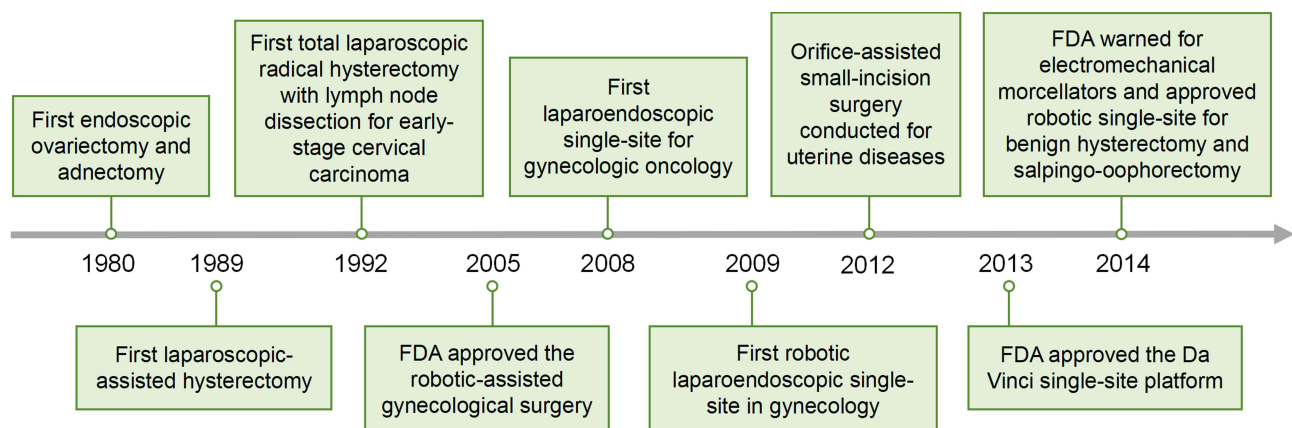 First endoscopic
ovariectomy and
adnectomy
First total laparoscopic
radical hysterectomy
with lymph node
dissection for early-
stage cervical
carcinoma
First
laparoendoscopic
single-site for
gynecologic oncology
Orifice-assisted
small-incision
surgery
conducted for
uterine diseases
FDA warned for
electromechanical
morcellators and approved
robotic single-site for
benign hysterectomy and
salpingo-oophorectomy
1980 1989 1992 2005 2008 2009 2012 2013 2014
First laparoscopic-
assisted hysterectomy
FDA approved the
robotic-assisted
gynecological surgery
First robotic
laparoendoscopic single-
site in gynecology
FDA approved the Da
Vinci single-site platform